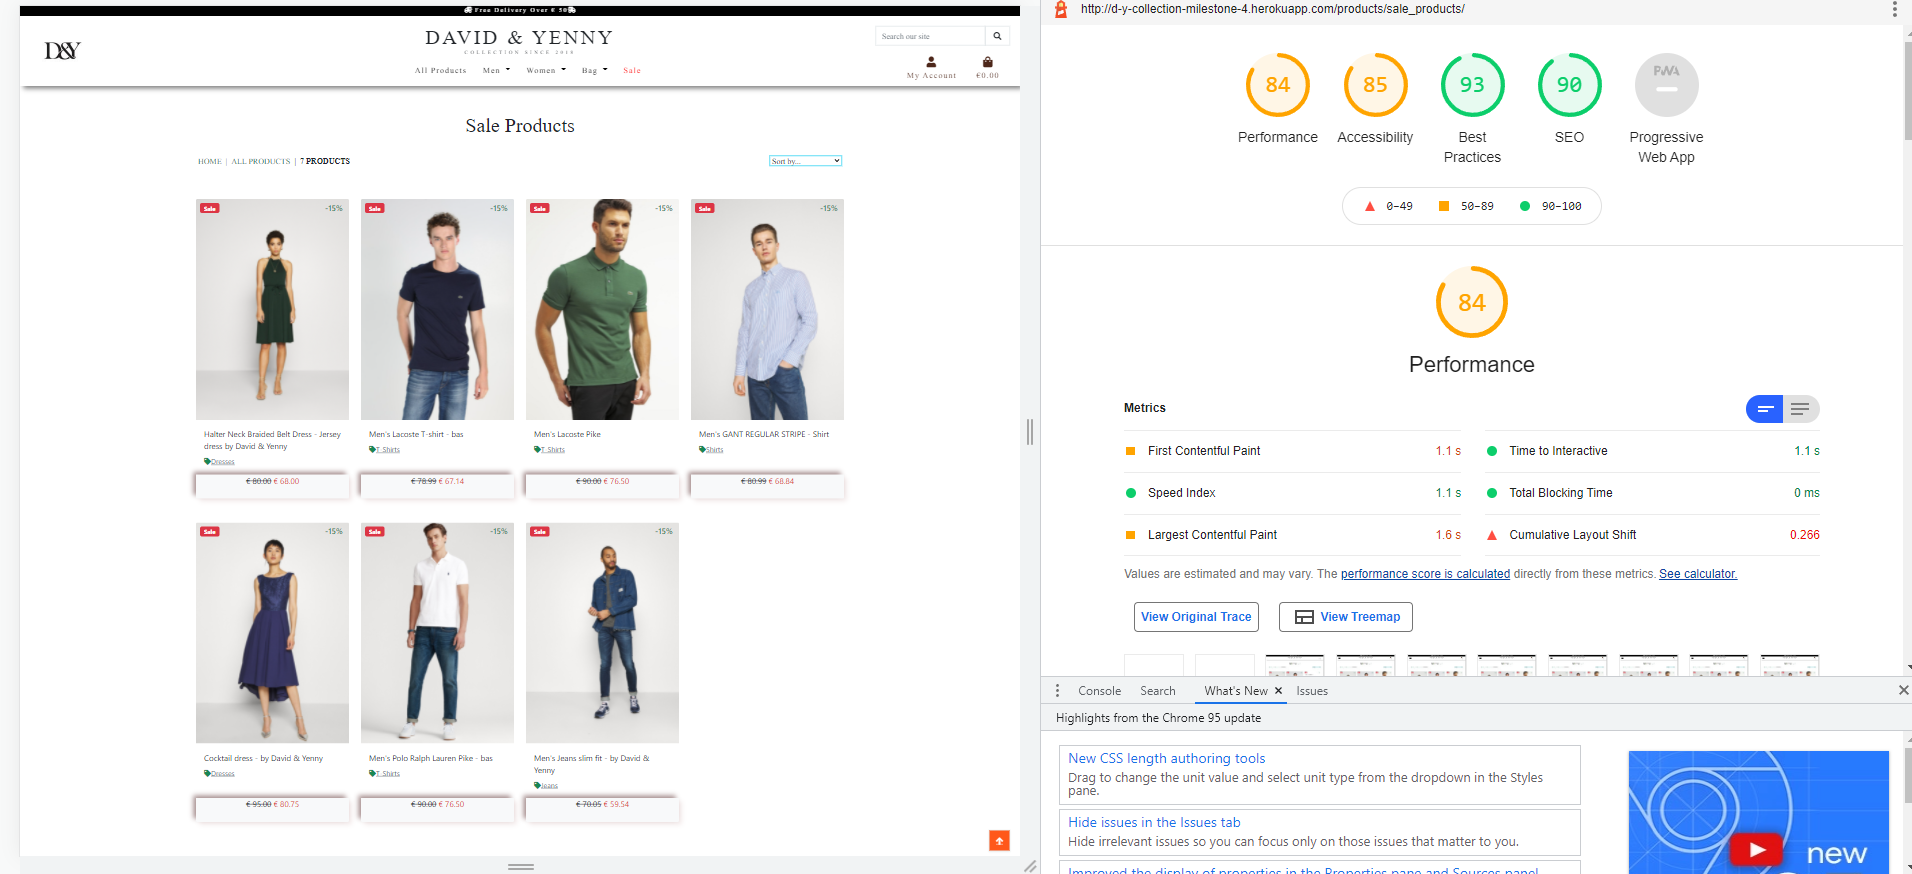 Free Delivery Over € 50
D&Y
DAVID & YENNY
COLLECTION SINCE 2010
Search our site
All Products Men Women Bag Sale
My Account €0,00
Sale Products
HOME | ALL PRODUCTS | 7 PRODUCTS
Sort by...
Sale -15%
Sale -15%
Sale -15%
Sale -15%
Halter Neck Braided Belt Dress - Jersey
dress by David & Yenny
Dresses
€ 80.00 € 68.00
Men's Lacoste T-shirt - bas
T-Shirts
€ 78.99 € 67.14
Men's Lacoste Pike
T-Shirts
€ 90.00 € 76.50
Men's GANT REGULAR STRIPE - Shirt
Shirts
€ 80.99 € 68.84
Sale -15%
Sale -15%
Sale -15%
Cocktail dress - by David & Yenny
Dresses
€ 95.00 € 80.75
Men's Polo Ralph Lauren Pike - bas
T-Shirts
€ 90.00 € 76.50
Men's Jeans slim fit - by David &
Yenny
Jeans
€ 70.05 € 59.54
http://d-y-collection-milestone-4.herokuapp.com/products/sale_products/
84
Performance
85
Accessibility
93
Best
Practices
90
SEO
PWA
Progressive
Web App
0–49 50–89 90–100
84
Performance
Metrics
First Contentful Paint 1.1 s
Time to Interactive 1.1 s
Speed Index 1.1 s
Total Blocking Time 0 ms
Largest Contentful Paint 1.6 s
Cumulative Layout Shift 0.266
Values are estimated and may vary. The performance score is calculated directly from these metrics. See calculator.
View Original Trace View Treemap
Console Search What's New × Issues
Highlights from the Chrome 95 update
New CSS length authoring tools
Drag to change the unit value and select unit type from the dropdown in the Styles
pane.
Hide issues in the Issues tab
Hide irrelevant issues so you can focus only on those issues that matter to you.
Improved the display of properties in the Properties pane and Sources panel
new